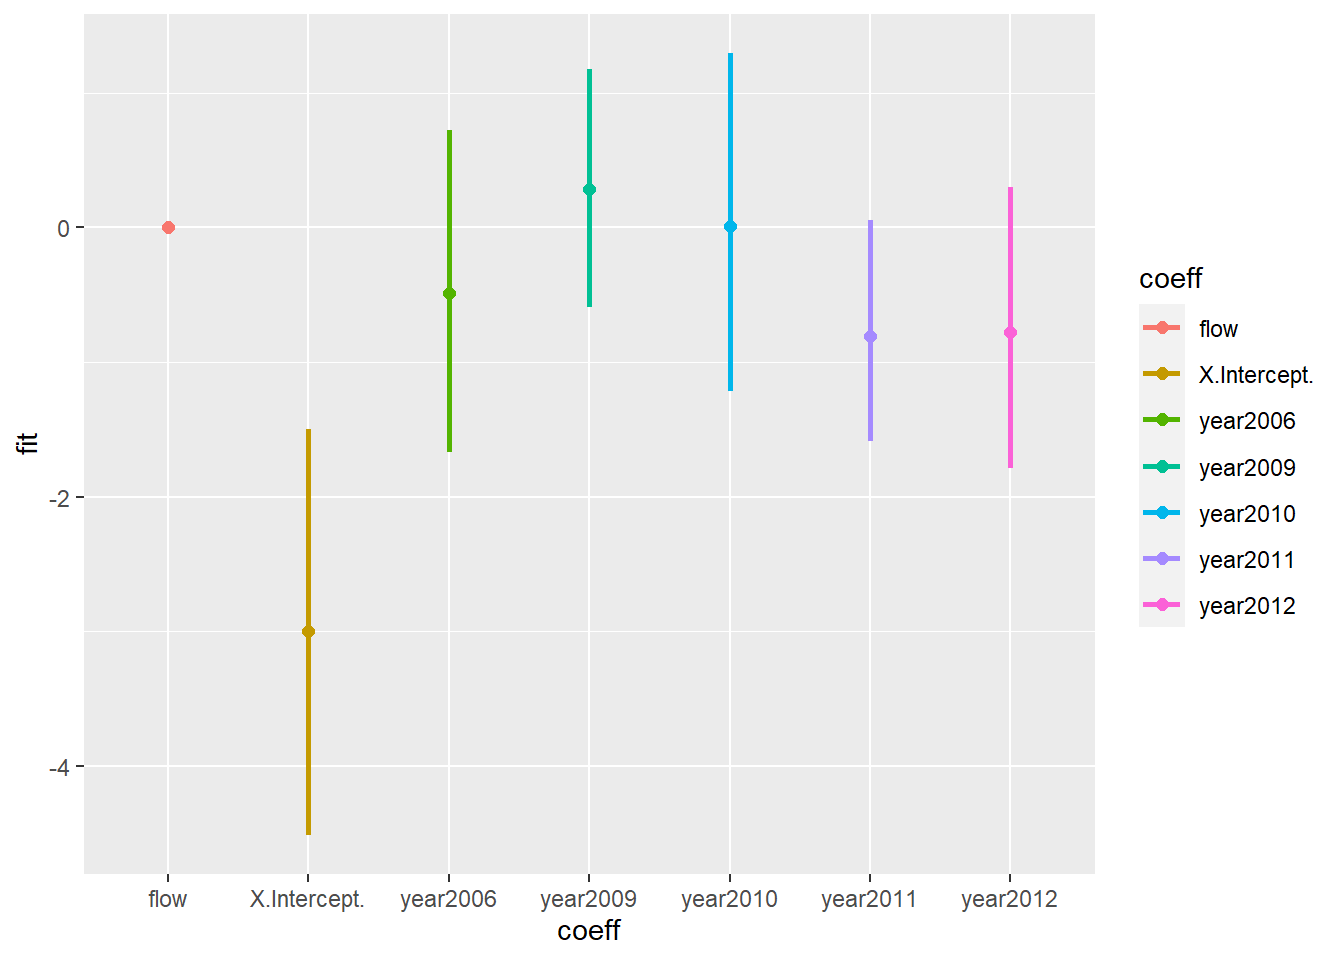 fit
0
-2
-4
flow
X.Intercept.
year2006
year2009
year2010
year2011
year2012
coeff
coeff
flow
X.Intercept.
year2006
year2009
year2010
year2011
year2012